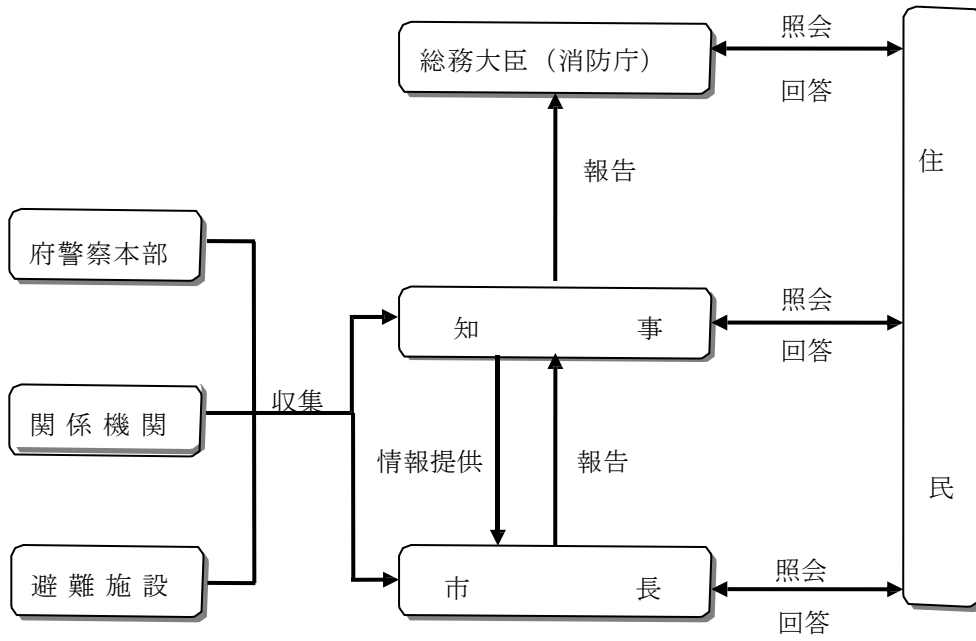 照会
総務大臣（消防庁）
回答
住
報告
府警察本部
照会
知　　　　事
回答
収集
関 係 機 関
情報提供
報告
民
避 難 施 設
照会
市　　　　長
回答